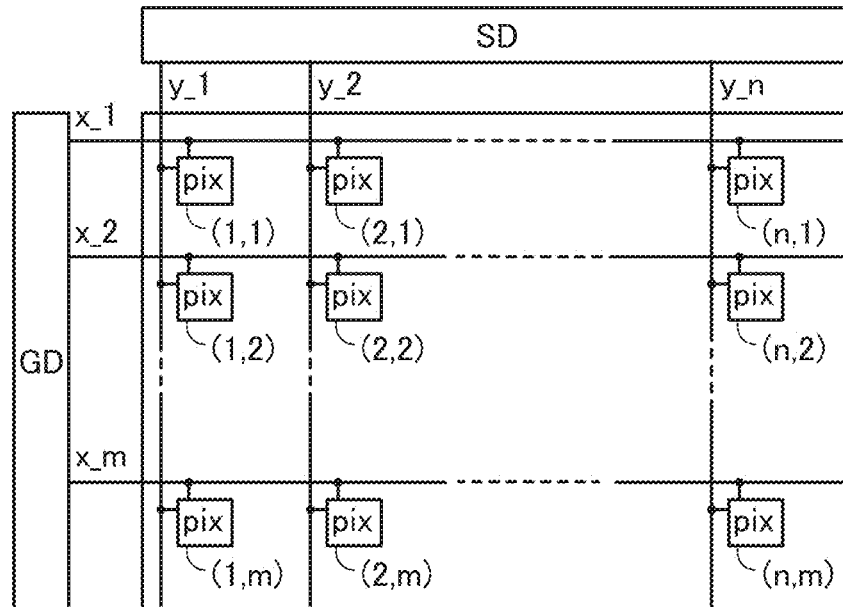 SD
y_1 y_2 y_n
x_1
pix pix pix
(1,1) (2,1) (n,1)
x_2
pix pix pix
(1,2) (2,2) (n,2)
GD
x_m
pix pix pix
(1,m) (2,m) (n,m)